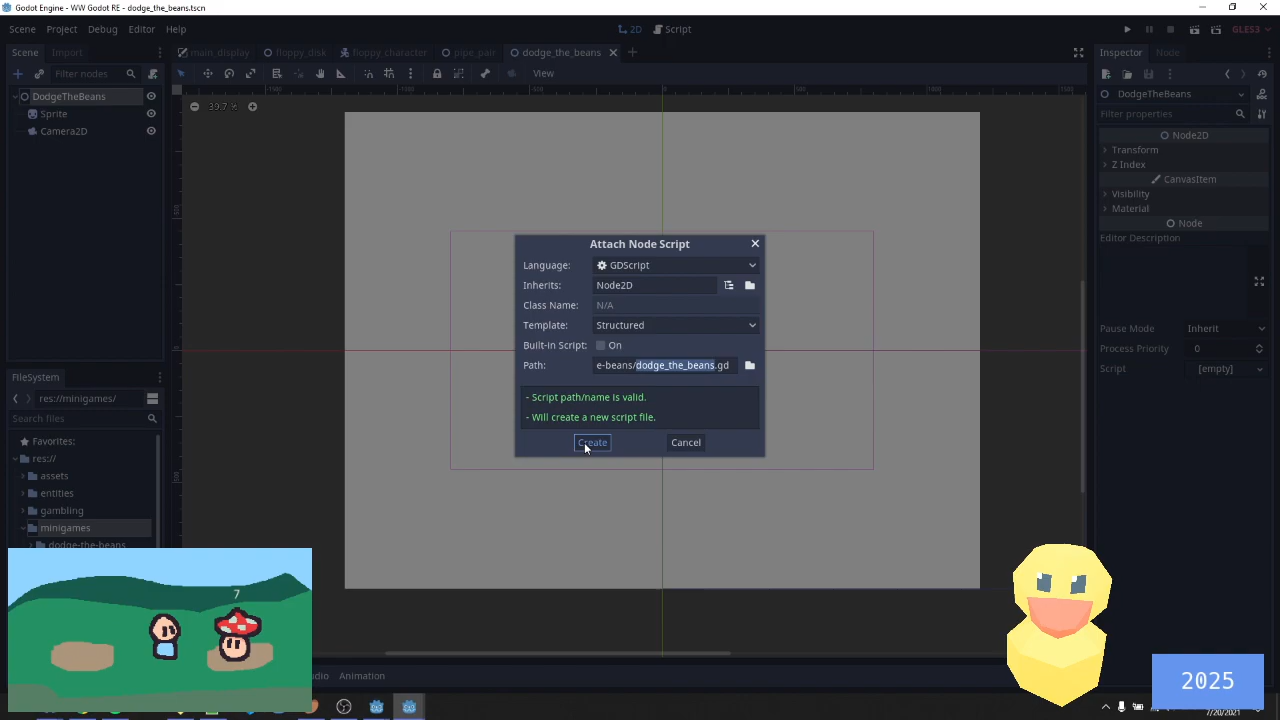 Godot Engine - WW Godot RE - dodge_the_beans.tscn
Scene Project Debug Editor Help
2D Script
GLES3
Scene Import
main_display floppy_disk floppy_character pipe_pair dodge_the_beans
Inspector Node
Filter nodes
View
DodgeTheBeans
Sprite
Camera2D
39.7 %
DodgeTheBeans
Filter properties
Node2D
Transform
Z Index
CanvasItem
Visibility
Material
Node
Editor Description
Pause Mode Inherit
Process Priority 0
Script [empty]
Attach Node Script
Language: GDScript
Inherits: Node2D
Class Name: N/A
Template: Structured
Built-in Script: On
Path: e-beans/dodge_the_beans.gd
- Script path/name is valid.
- Will create a new script file.
Create Cancel
FileSystem
res://minigames/
Search files
Favorites:
res://
assets
entities
gambling
minigames
dodge-the-beans
7
Animation
2025
7/20/2021